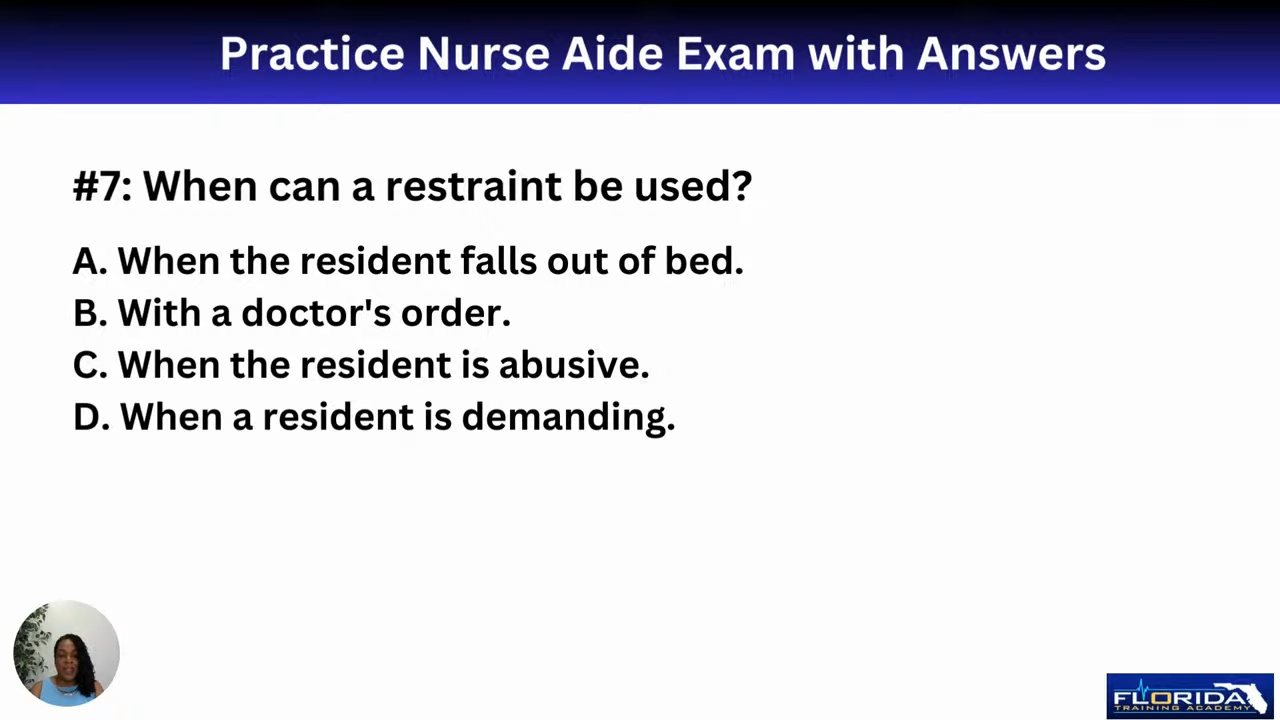 Practice Nurse Aide Exam with Answers
#7: When can a restraint be used?
A. When the resident falls out of bed.
B. With a doctor's order.
C. When the resident is abusive.
D. When a resident is demanding.
FLORIDA
TRAINING ACADEMY